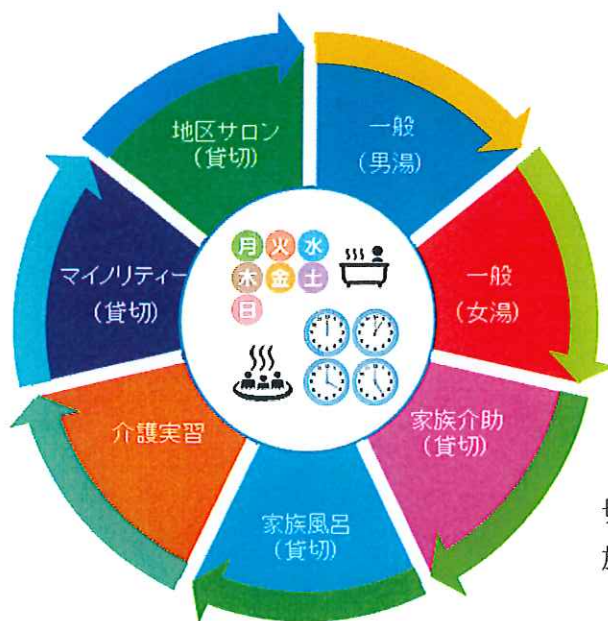 一般
(男湯)
一般
(女湯)
家族介助
(貸切)
家族風呂
(貸切)
介護実習
マイノリティー
(貸切)
地区サロン
(貸切)
月 火 水
木 金 土
日